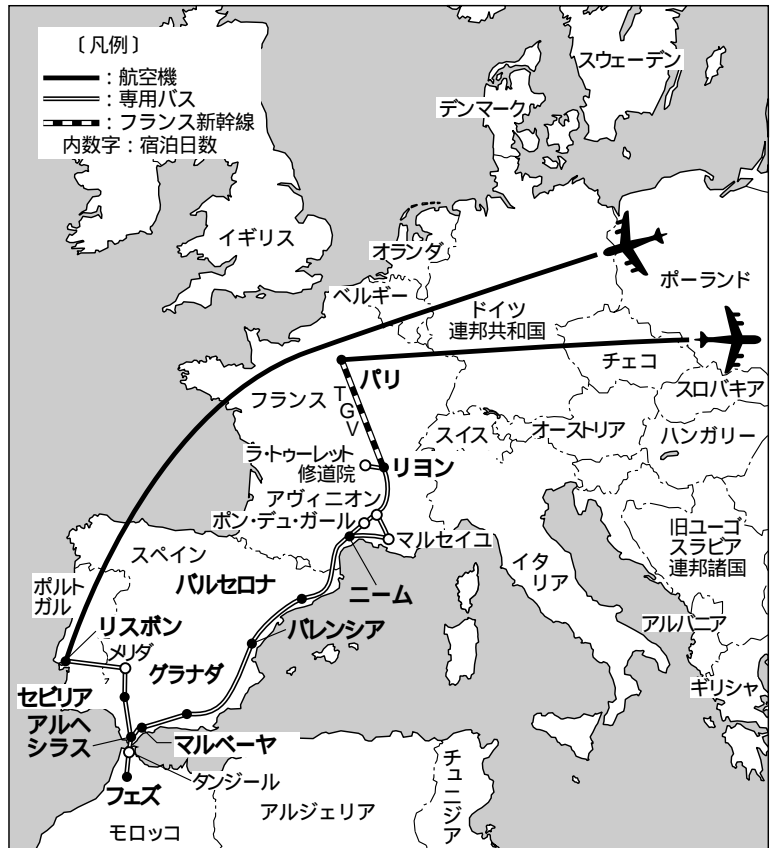 〔凡例〕
：航空機
：専用バス
：フランス新幹線
内数字：宿泊日数
スウェーデン
デンマーク
イギリス
オランダ
ポーランド
ベルギー
ドイツ
連邦共和国
チェコ
パリ
スロバキア
フランス
TGV
スイス
オーストリア
ハンガリー
ラ・トゥーレット
修道院
リヨン
アヴィニオン
ポン・デュ・ガール
マルセイユ
旧ユーゴ
スラビア
連邦諸国
スペイン
イタ
リア
バルセロナ
ニーム
ポルト
ガル
リスボン
バレンシア
アルバニア
メリダ
グラナダ
ギリシャ
セビリア
アルヘ
シラス
マルベーヤ
タンジール
フェズ
チュニジア
アルジェリア
モロッコ